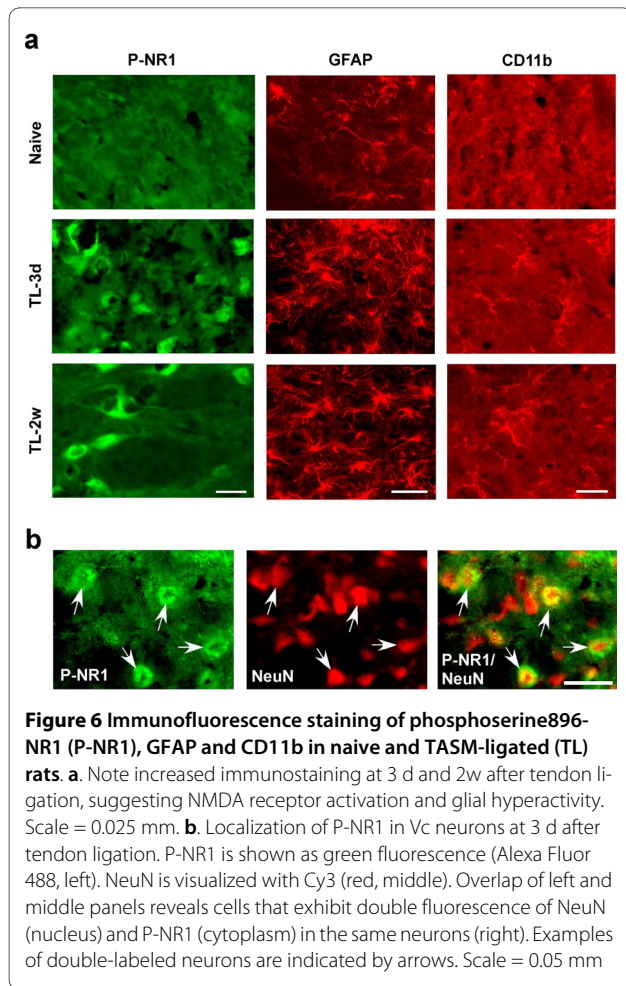 a
P-NR1 GFAP CD11b
Naive
TL-3d
TL-2w
b
P-NR1 NeuN P-NR1/
NeuN
Figure 6 Immunofluorescence staining of phosphoserine896-
NR1 (P-NR1), GFAP and CD11b in naive and TASM-ligated (TL)
rats. a. Note increased immunostaining at 3 d and 2w after tendon li-
gation, suggesting NMDA receptor activation and glial hyperactivity.
Scale = 0.025 mm. b. Localization of P-NR1 in Vc neurons at 3 d after
tendon ligation. P-NR1 is shown as green fluorescence (Alexa Fluor
488, left). NeuN is visualized with Cy3 (red, middle). Overlap of left and
middle panels reveals cells that exhibit double fluorescence of NeuN
(nucleus) and P-NR1 (cytoplasm) in the same neurons (right). Examples
of double-labeled neurons are indicated by arrows. Scale = 0.05 mm